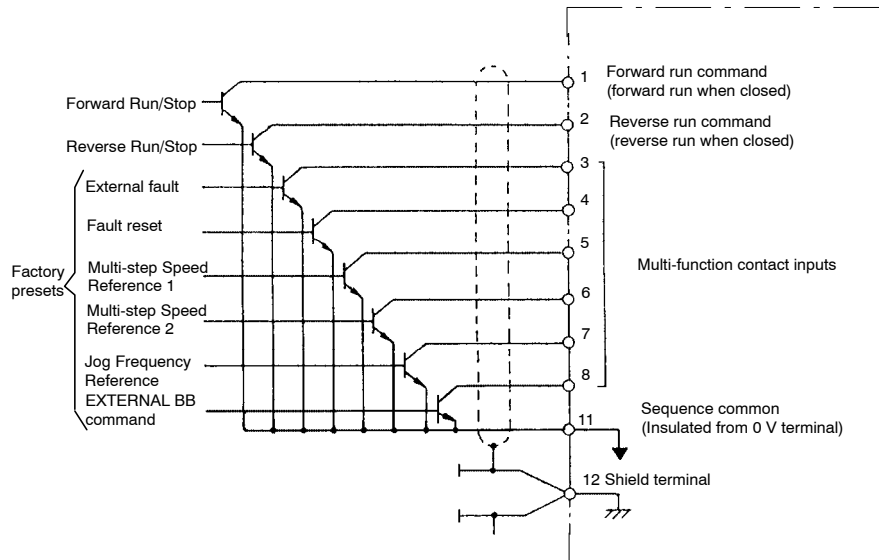 1 Forward run command
(forward run when closed)
Forward Run/Stop
2 Reverse run command
(reverse run when closed)
Reverse Run/Stop
3
External fault
4
Fault reset
5
Multi-step Speed
Reference 1
Factory
presets
Multi-function contact inputs
6
Multi-step Speed
Reference 2
7
Jog Frequency
Reference
8
EXTERNAL BB
command
11 Sequence common
(Insulated from 0 V terminal)
12 Shield terminal